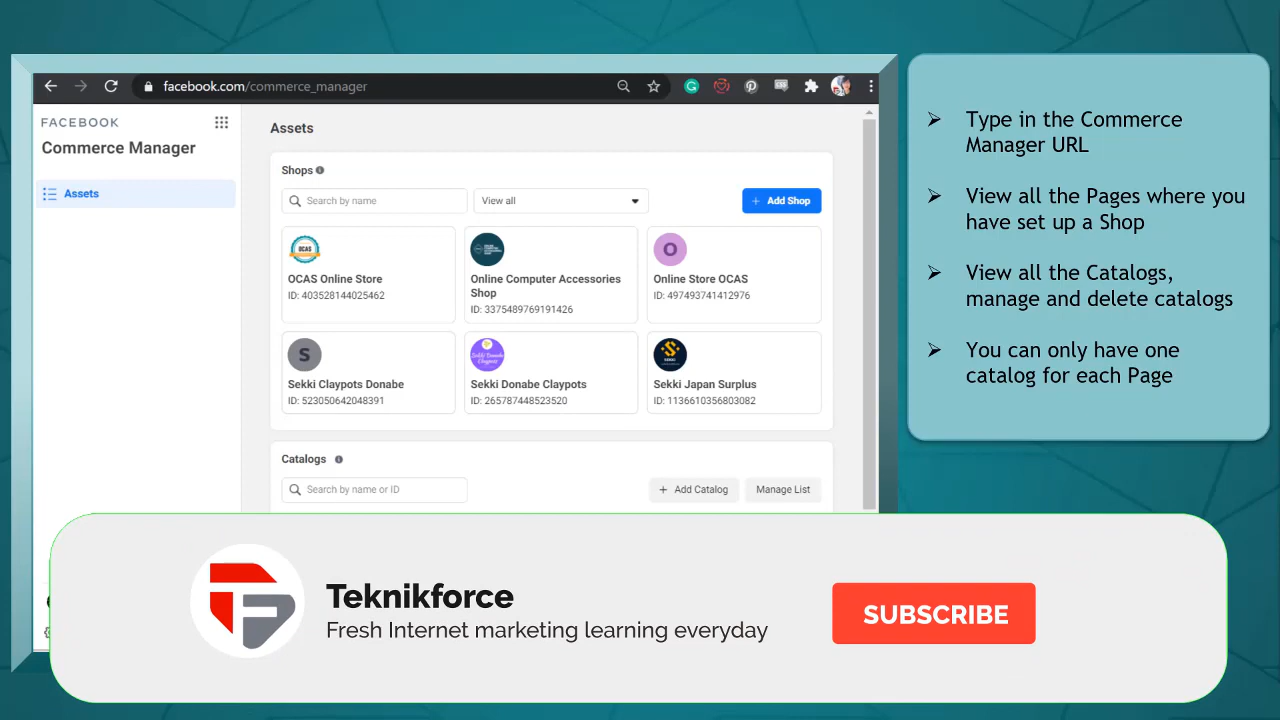 facebook.com/commerce_manager
FACEBOOK
Commerce Manager
Assets
Assets
Shops
Search by name
View all
+ Add Shop
OCAS
OCAS Online Store
ID: 403528144025462
Online Computer Accessories
Shop
ID: 3375489769191426
O
Online Store OCAS
ID: 497493741412976
S
Sekki Claypots Donabe
ID: 523050642048391
Sekki Donabe Claypots
ID: 265787448523520
Sekki Japan Surplus
ID: 1136610356803082
Catalogs
Search by name or ID
+ Add Catalog
Manage List
Type in the Commerce
Manager URL
View all the Pages where you
have set up a Shop
View all the Catalogs,
manage and delete catalogs
You can only have one
catalog for each Page
Teknikforce
Fresh Internet marketing learning everyday
SUBSCRIBE